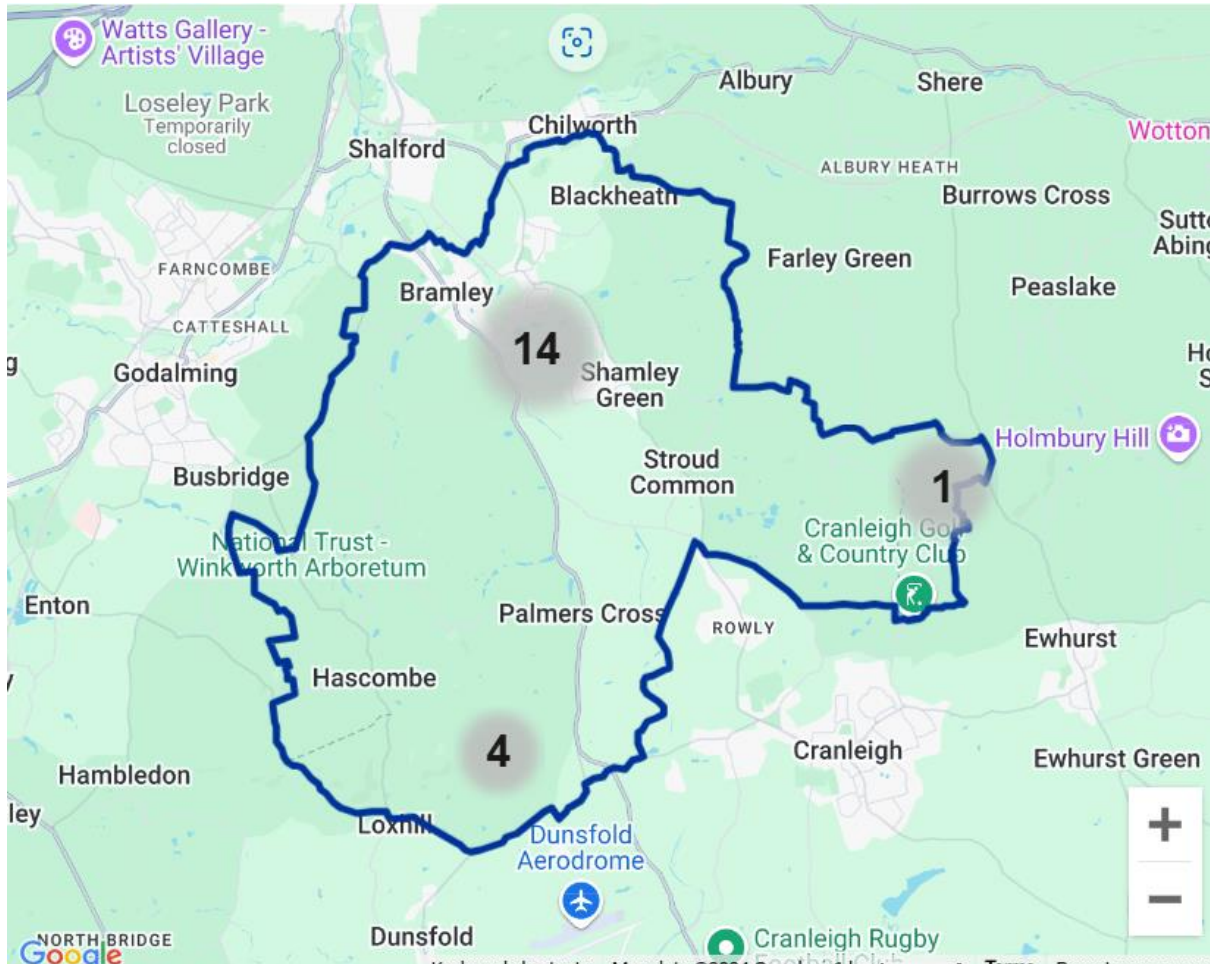 Watts Gallery -
Artists' Village
Loseley Park
Temporarily
closed
Albury
Shere
Chilworth
Wotton
Shalford
ALBURY HEATH
Blackheath
Burrows Cross
Sutto
Abing
Farley Green
FARNCOMBE
Peaslake
Bramley
CATTESHALL
14
Godalming
Shamley
Green
Holmbury Hill
Stroud
Common
Busbridge
1
Cranleigh Golf
& Country Club
National Trust -
Winkworth Arboretum
Enton
Palmers Cross
ROWLY
Ewhurst
Hascombe
4
Cranleigh
Ewhurst Green
Hambledon
ley
Loxhill
+
Dunsfold
Aerodrome
−
Dunsfold
NORTH BRIDGE
Google
Cranleigh Rugby